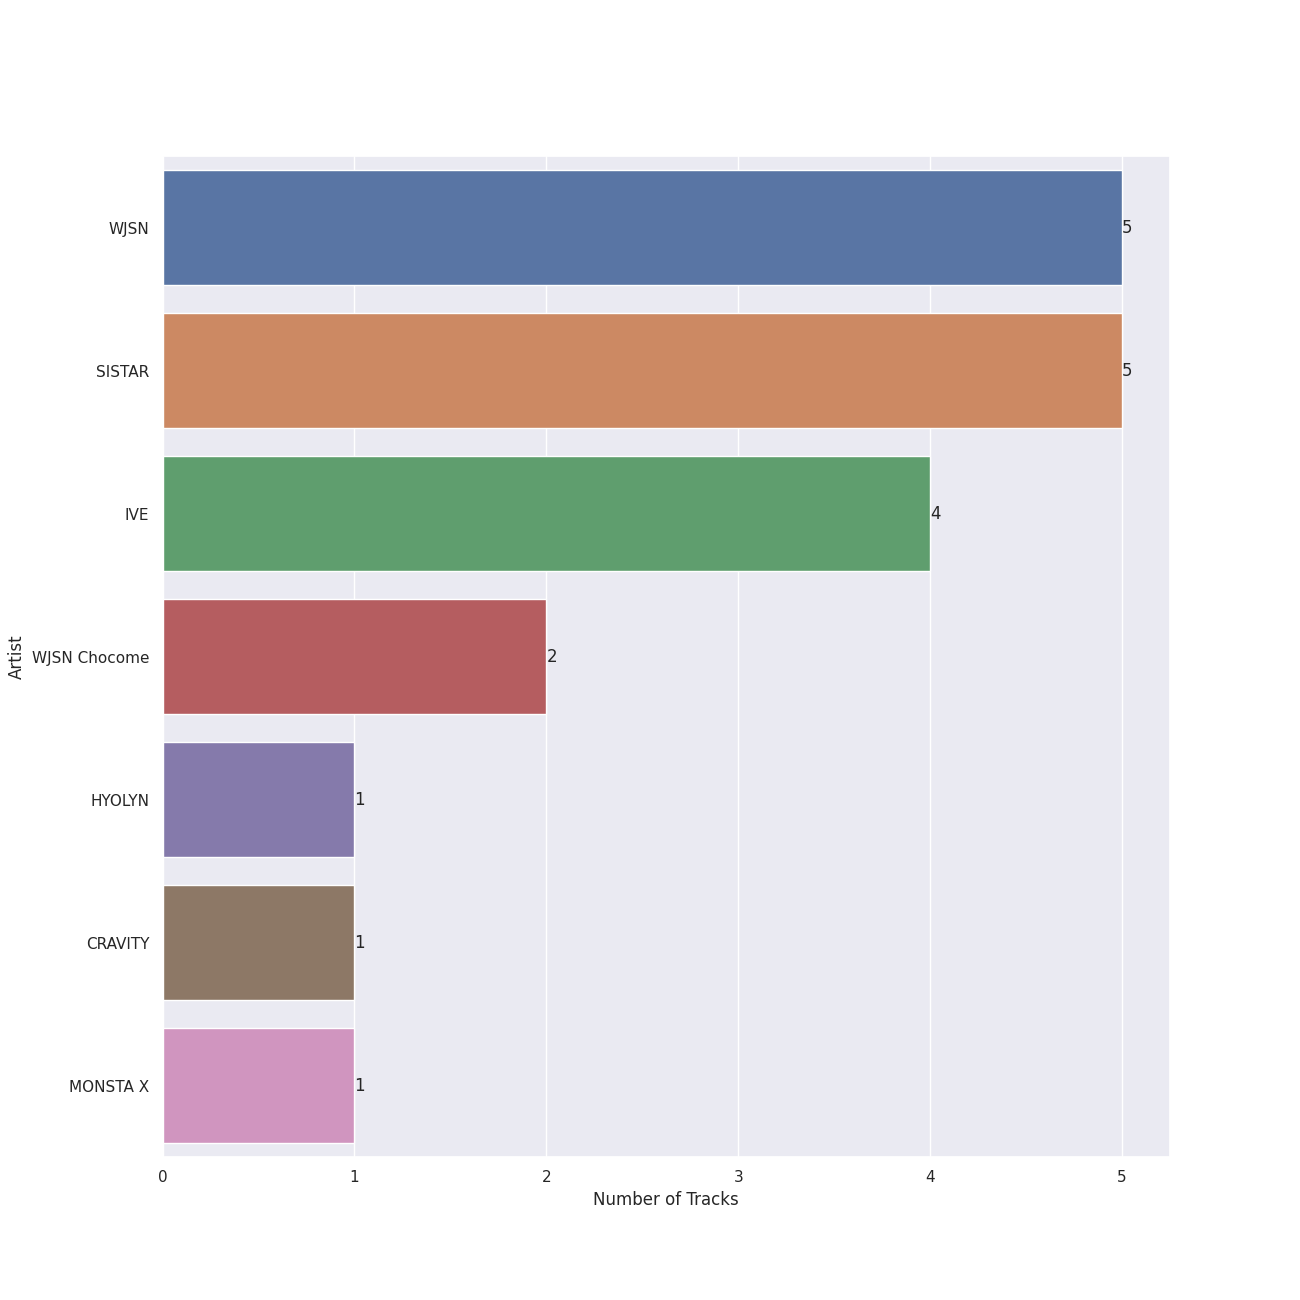 WJSN
5
SISTAR
5
IVE
4
WJSN Chocome
2
HYOLYN
1
CRAVITY
1
MONSTA X
1
Artist
0 1 2 3 4 5
Number of Tracks